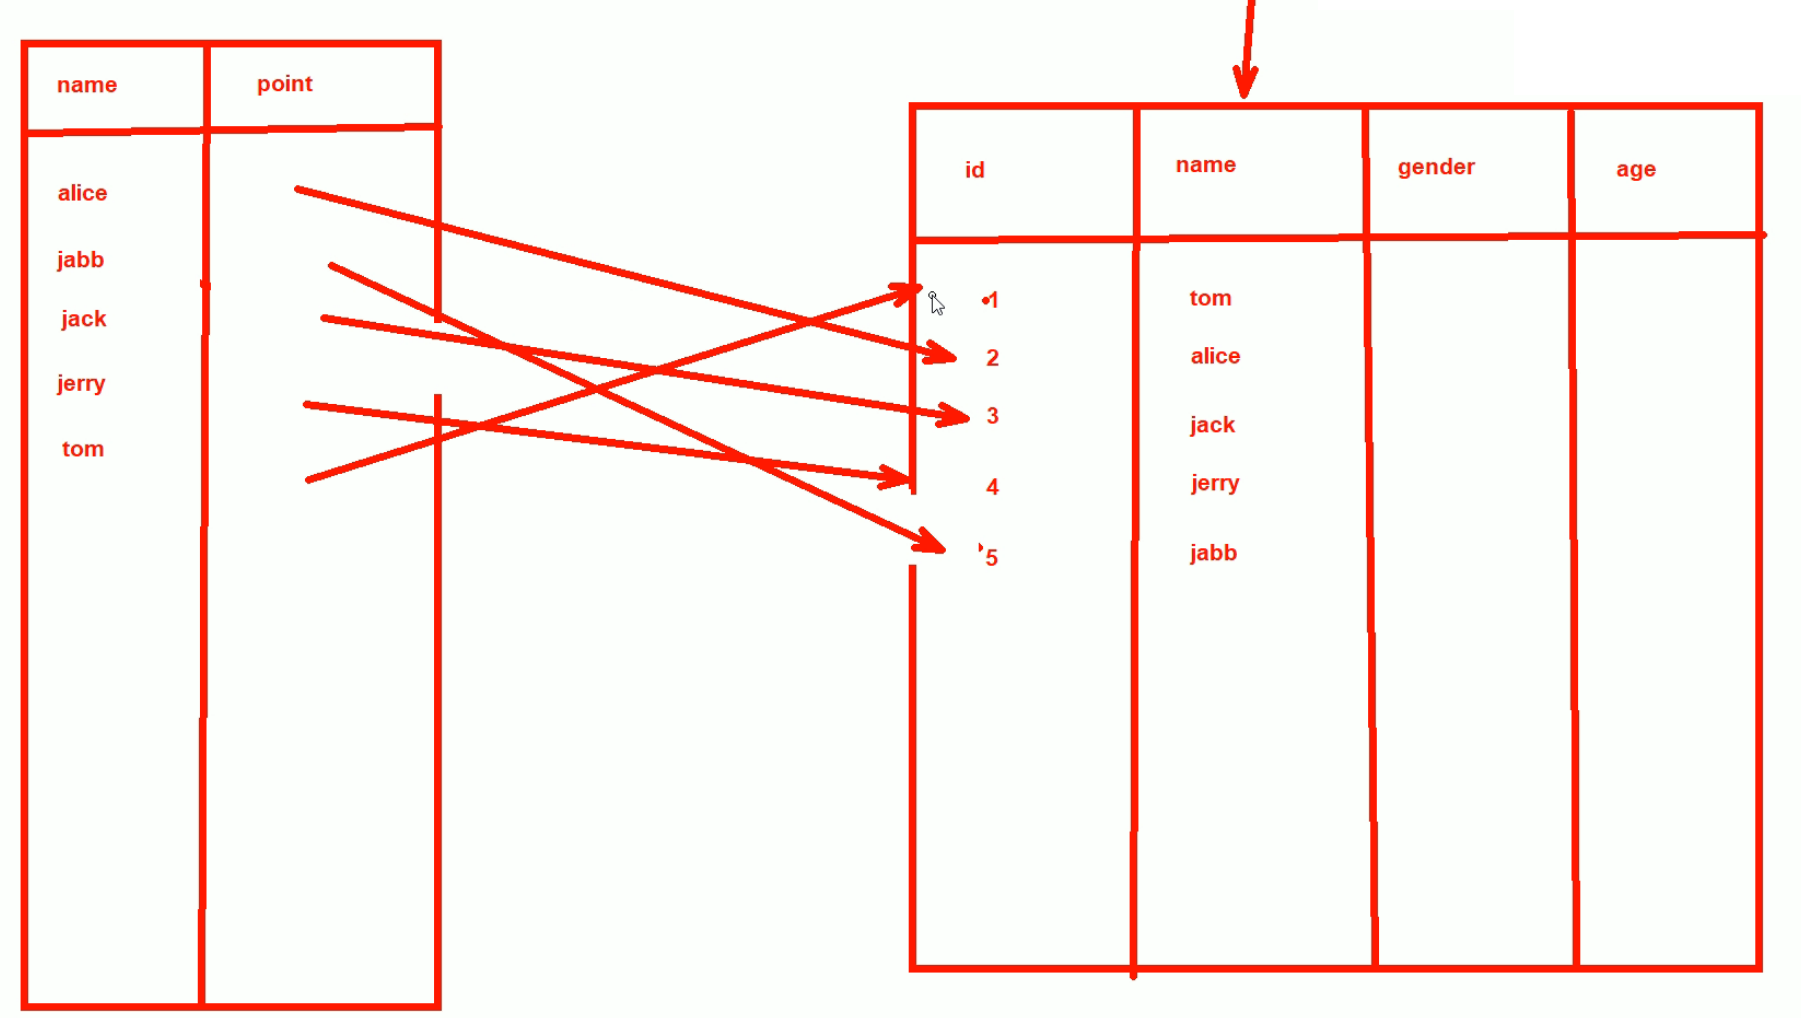 name point
alice
jabb
jack
jerry
tom
id name gender age
1 tom
2 alice
3 jack
4 jerry
5 jabb